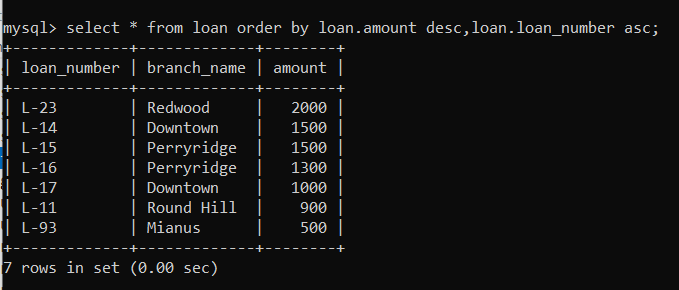 mysql> select * from loan order by loan.amount desc,loan.loan_number asc;
+-------------+-------------+--------+
| loan_number | branch_name | amount |
+-------------+-------------+--------+
| L-23        | Redwood     |   2000 |
| L-14        | Downtown    |   1500 |
| L-15        | Perryridge  |   1500 |
| L-16        | Perryridge  |   1300 |
| L-17        | Downtown    |   1000 |
| L-11        | Round Hill  |    900 |
| L-93        | Mianus      |    500 |
+-------------+-------------+--------+
7 rows in set (0.00 sec)